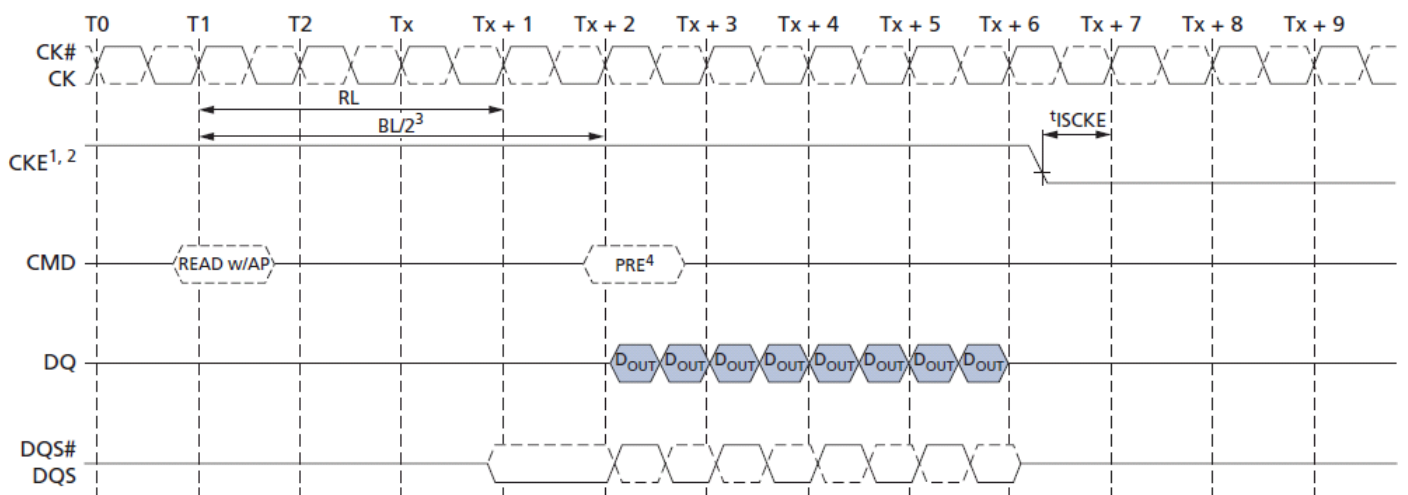 T0 T1 T2 Tx Tx + 1 Tx + 2 Tx + 3 Tx + 4 Tx + 5 Tx + 6 Tx + 7 Tx + 8 Tx + 9
CK#
CK
RL
BL/2³
tISCKE
CKE1, 2
CMD READ w/AP PRE⁴
DQ DOUT DOUT DOUT DOUT DOUT DOUT DOUT DOUT
DQS#
DQS